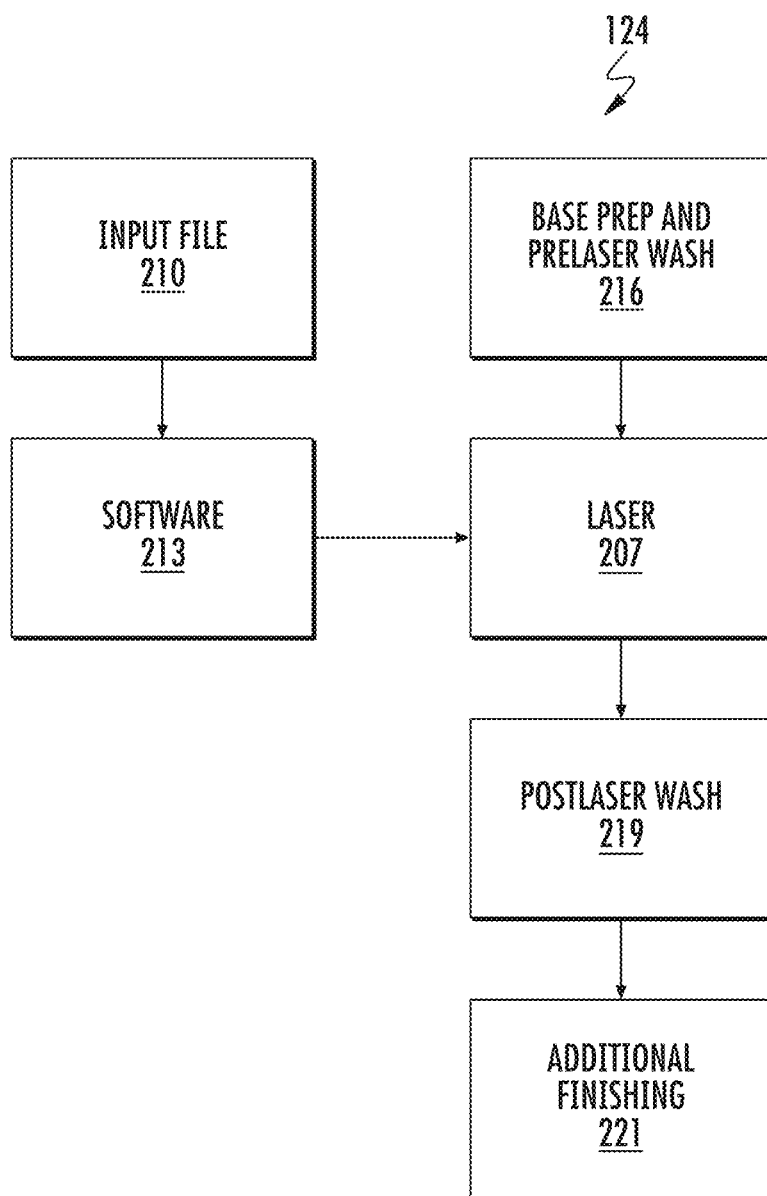 124
INPUT FILE
210
BASE PREP AND
PRELASER WASH
216
SOFTWARE
213
LASER
207
POSTLASER WASH
219
ADDITIONAL
FINISHING
221